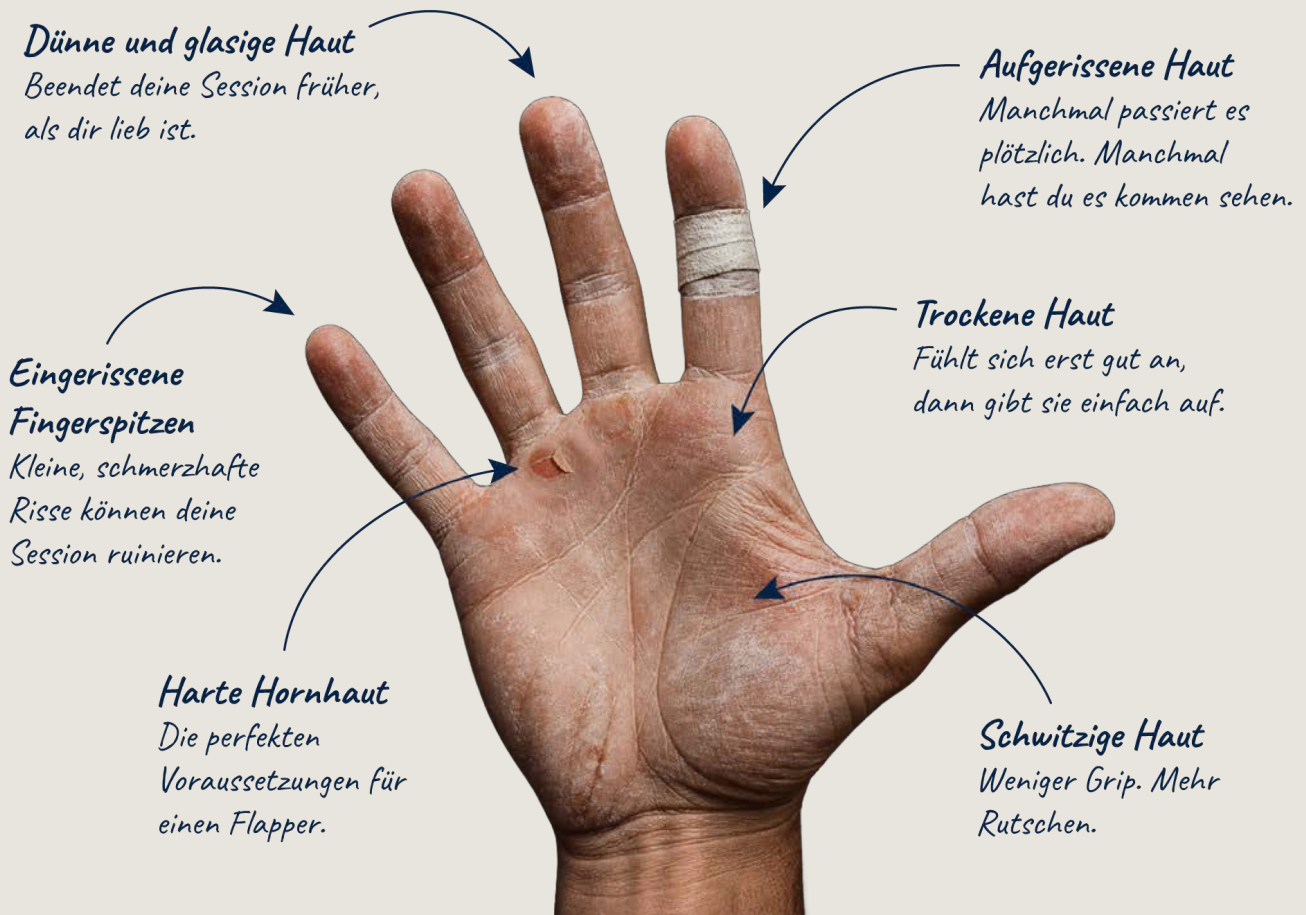 Dünne und glasige Haut
Beendet deine Session früher,
als dir lieb ist.
Aufgerissene Haut
Manchmal passiert es
plötzlich. Manchmal
hast du es kommen sehen.
Eingerissene
Fingerspitzen
Kleine, schmerzhafte
Risse können deine
Session ruinieren.
Trockene Haut
Fühlt sich erst gut an,
dann gibt sie einfach auf.
Harte Hornhaut
Die perfekten
Voraussetzungen für
einen Flapper.
Schwitzige Haut
Weniger Grip. Mehr
Rutschen.